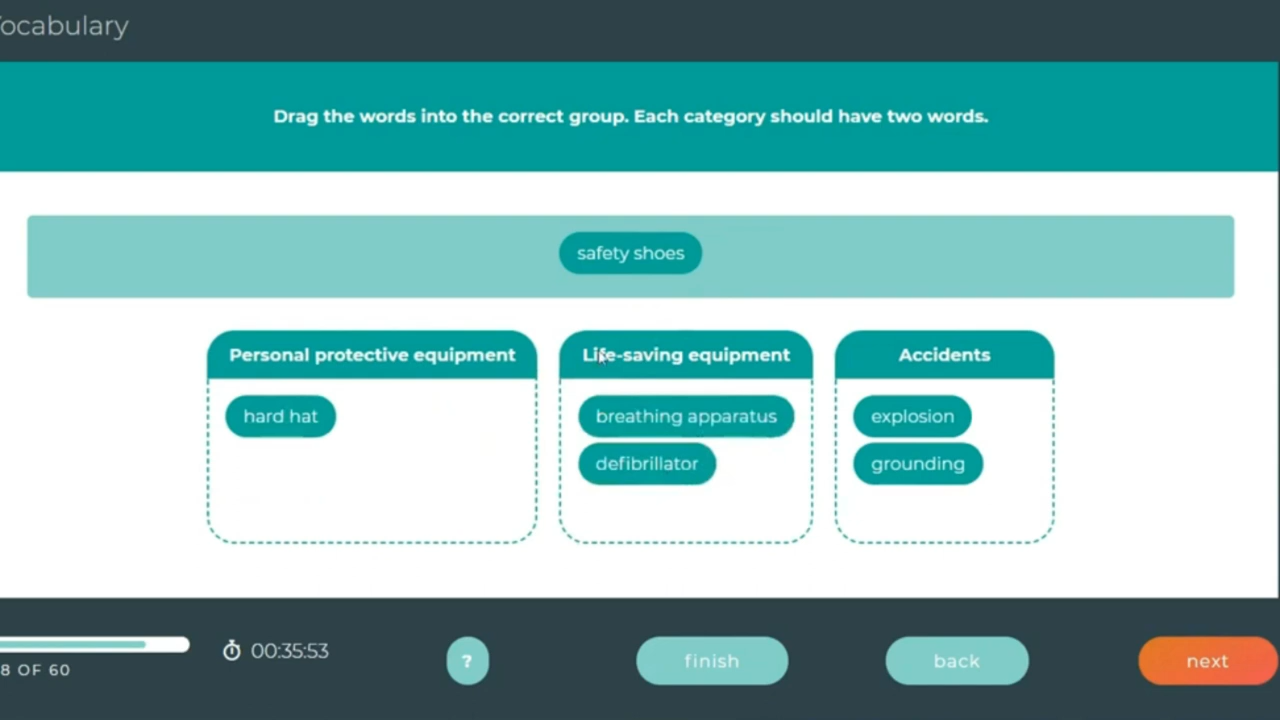 ocabulary
Drag the words into the correct group. Each category should have two words.
safety shoes
Personal protective equipment
Life-saving equipment
Accidents
hard hat
breathing apparatus
explosion
defibrillator
grounding
00:35:53
?
finish
back
next
8 OF 60